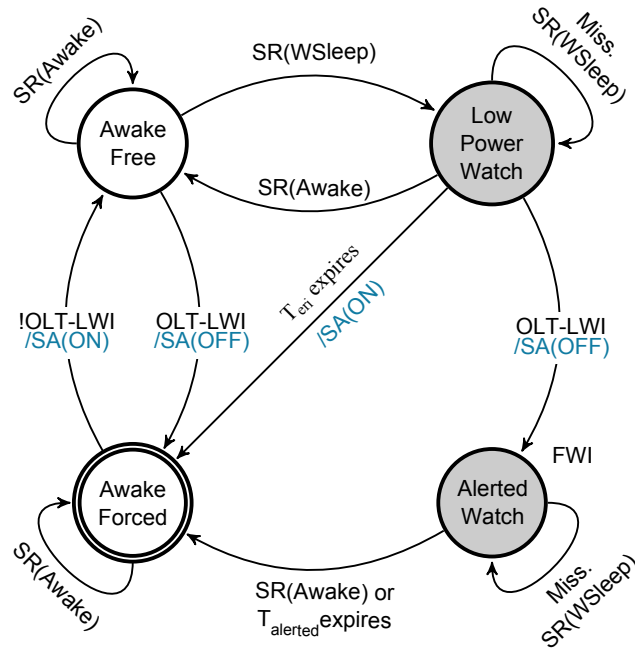 SR(Awake)
SR(WSleep)
Miss.
SR(WSleep)
Awake
Free
Low
Power
Watch
SR(Awake)
T_eri expires
/SA(ON)
!OLT-LWI
/SA(ON)
OLT-LWI
/SA(OFF)
OLT-LWI
/SA(OFF)
FWI
Awake
Forced
Alerted
Watch
SR(Awake)
SR(Awake) or
T_alerted expires
Miss.
SR(WSleep)